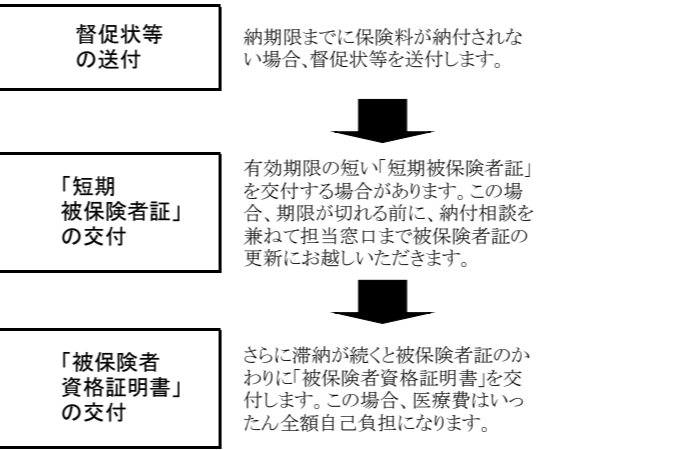 督促状等
の送付
納期限までに保険料が納付されな
い場合、督促状等を送付します。
「短期
被保険者証」
の交付
有効期限の短い「短期被保険者証」
を交付する場合があります。この場
合、期限が切れる前に、納付相談を
兼ねて担当窓口まで被保険者証の
更新にお越しいただきます。
「被保険者
資格証明書」
の交付
さらに滞納が続くと被保険者証のか
わりに「被保険者資格証明書」を交
付します。この場合、医療費はいっ
たん全額自己負担になります。